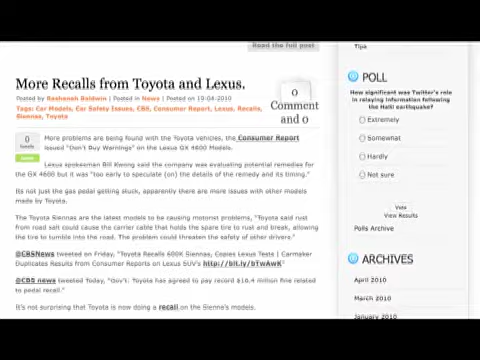 Read the full post
More Recalls from Toyota and Lexus.
Posted by Rashanah Baldwin | Posted in News | Posted on 19-04-2010
Tags: Car Models, Car Safety Issues, CBS, Consumer Report, Lexus, Recalls,
Siennas, Toyota
0
Comment
and 0
0
tweets
More problems are being found with the Toyota vehicles, the Consumer Report
issued "Don't Buy Warnings" on the Lexus GX 4600 Models.
Lexus spokesman Bill Kwong said the company was evaluating potential remedies for
the GX 4600 but it was "too early to speculate (on) the details of the remedy and its timing."
Its not just the gas pedal getting stuck, apparently there are more issues with other models
made by Toyota.
The Toyota Siennas are the latest models to be causing motorist problems, "Toyota said rust
from road salt could cause the carrier cable that holds the spare tire to rust and break, allowing
the tire to tumble into the road. The problem could threaten the safety of other drivers."
@CBSNews tweeted on Friday, "Toyota Recalls 600K Siennas, Copies Lexus Tests | Carmaker
Duplicates Results from Consumer Reports on Lexus SUV's http://bit.ly/bTwAwK"
@CBS news tweeted Today, "Gov't: Toyota has agreed to pay record $16.4 million fine related
to pedal recall."
It's not surprising that Toyota is now doing a recall on the Sienna's models.
Tips
POLL
How significant was Twitter's role
in relaying information following
the Haiti earthquake?
Extremely
Somewhat
Hardly
Not sure
Vote
View Results
Polls Archive
ARCHIVES
April 2010
March 2010
January 2010